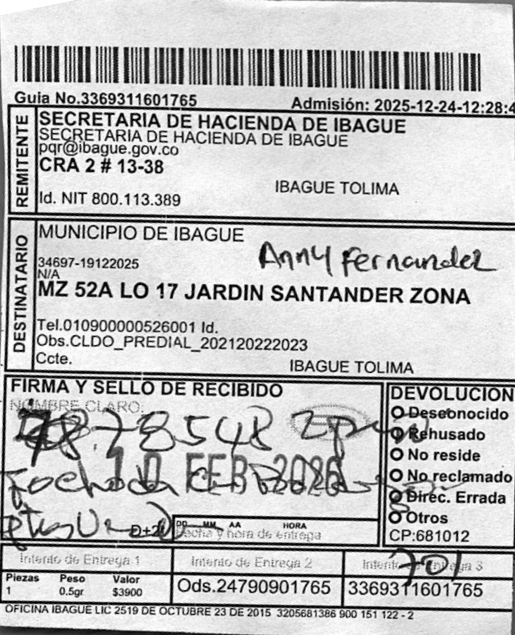 Guia No.3369311601765
Admisión: 2025-12-24-12:28:4
REMITENTE
SECRETARIA DE HACIENDA DE IBAGUE
SECRETARIA DE HACIENDA DE IBAGUE
pqr@ibague.gov.co
CRA 2 # 13-38
IBAGUE TOLIMA
Id. NIT 800.113.389
DESTINATARIO
MUNICIPIO DE IBAGUE
Anny Fernandez
34697-19122025
N/A
MZ 52A LO 17 JARDIN SANTANDER ZONA
Tel.010900000526001 Id.
Obs.CLDO_PREDIAL_202120222023
Ccte.
IBAGUE TOLIMA
FIRMA Y SELLO DE RECIBIDO
NOMBRE CLARO:
78548
10 FEB 2026
Fachada
DD MM AA HORA
Fecha y hora de entrega
DEVOLUCION
Desconocido
Rehusado
No reside
No reclamado
Direc. Errada
Otros
CP:681012
Intento de Entrega 1
Intento de Entrega 2
Intento de Entrega 3
701
Piezas Peso Valor
1 0.5gr $3900
Ods.24790901765
3369311601765
OFICINA IBAGUE LIC 2519 DE OCTUBRE 23 DE 2015 3205681386 900 151 122 - 2